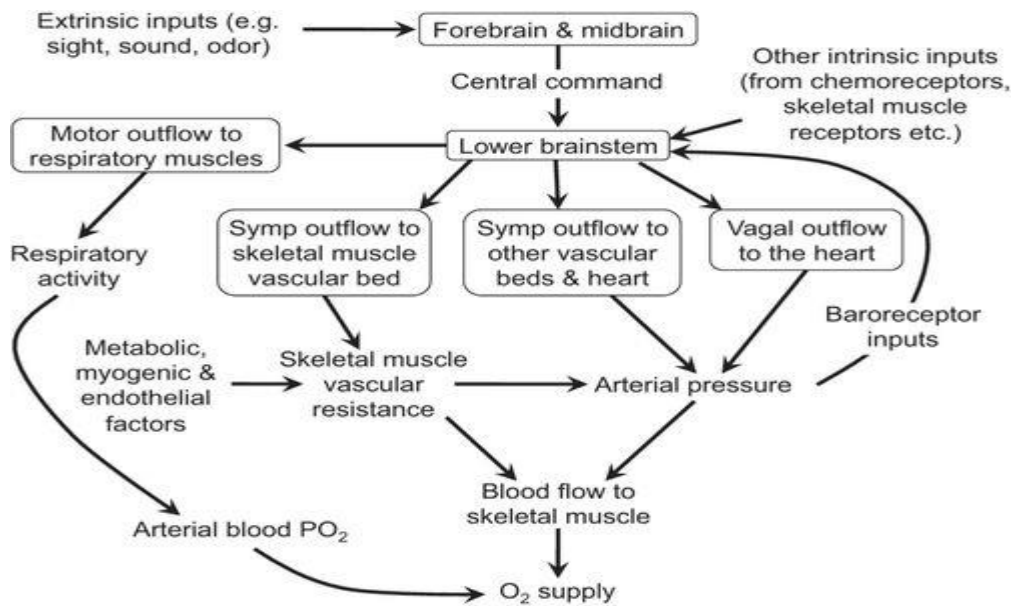 Extrinsic inputs (e.g.
sight, sound, odor)
Forebrain & midbrain
Central command
Other intrinsic inputs
(from chemoreceptors,
skeletal muscle
receptors etc.)
Motor outflow to
respiratory muscles
Lower brainstem
Respiratory
activity
Symp outflow to
skeletal muscle
vascular bed
Symp outflow to
other vascular
beds & heart
Vagal outflow
to the heart
Baroreceptor
inputs
Metabolic,
myogenic &
endothelial
factors
Skeletal muscle
vascular
resistance
Arterial pressure
Blood flow to
skeletal muscle
Arterial blood PO₂
O₂ supply